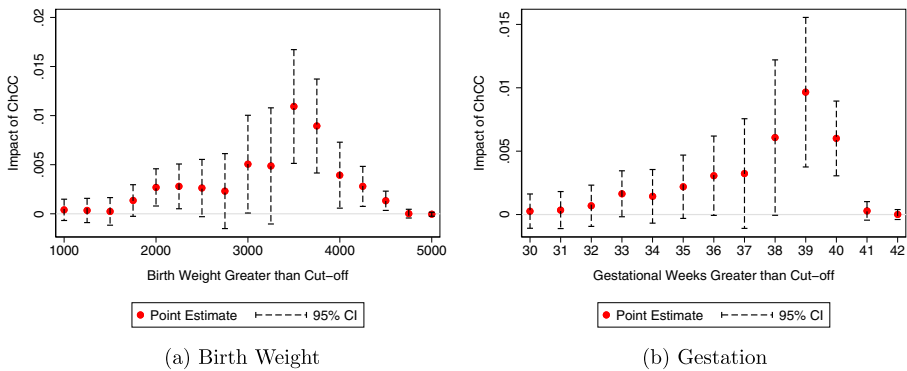 Impact of ChCC
0
.005
.01
.015
.02
1000
2000
3000
4000
5000
Birth Weight Greater than Cut-off
Point Estimate
95% CI
(a) Birth Weight
Impact of ChCC
0
.005
.01
.015
30
31
32
33
34
35
36
37
38
39
40
41
42
Gestational Weeks Greater than Cut-off
Point Estimate
95% CI
(b) Gestation